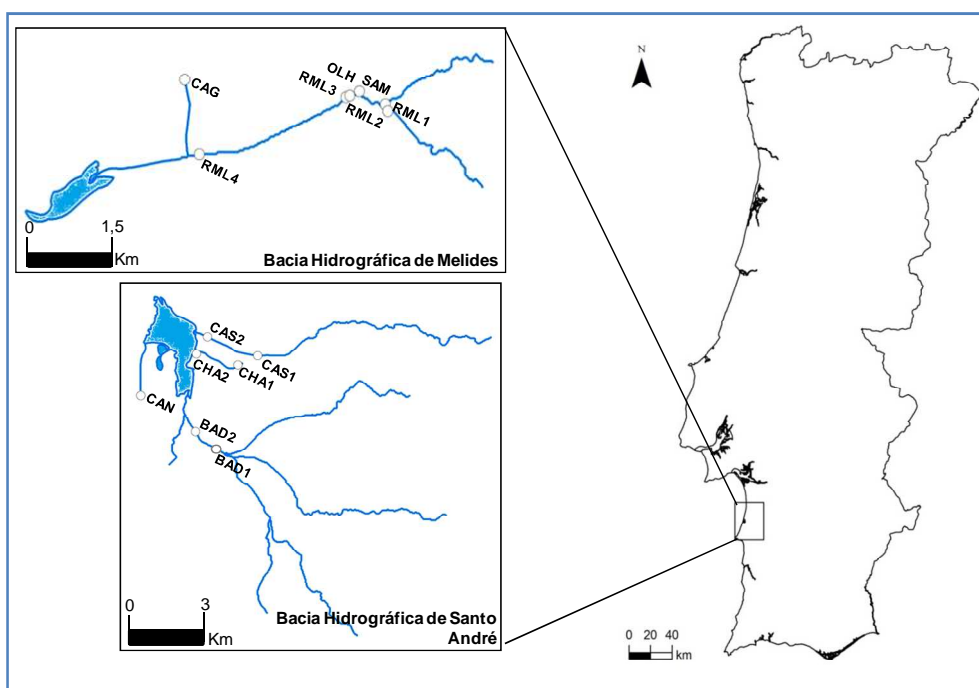 CAG
OLH
SAM
RML3
RML1
RML2
RML4
0
1,5
Km
Bacia Hidrográfica de Melides
CAS2
CAS1
CHA2
CHA1
CAN
BAD2
BAD1
0
3
Km
Bacia Hidrográfica de Santo
André
N
0 20 40
km